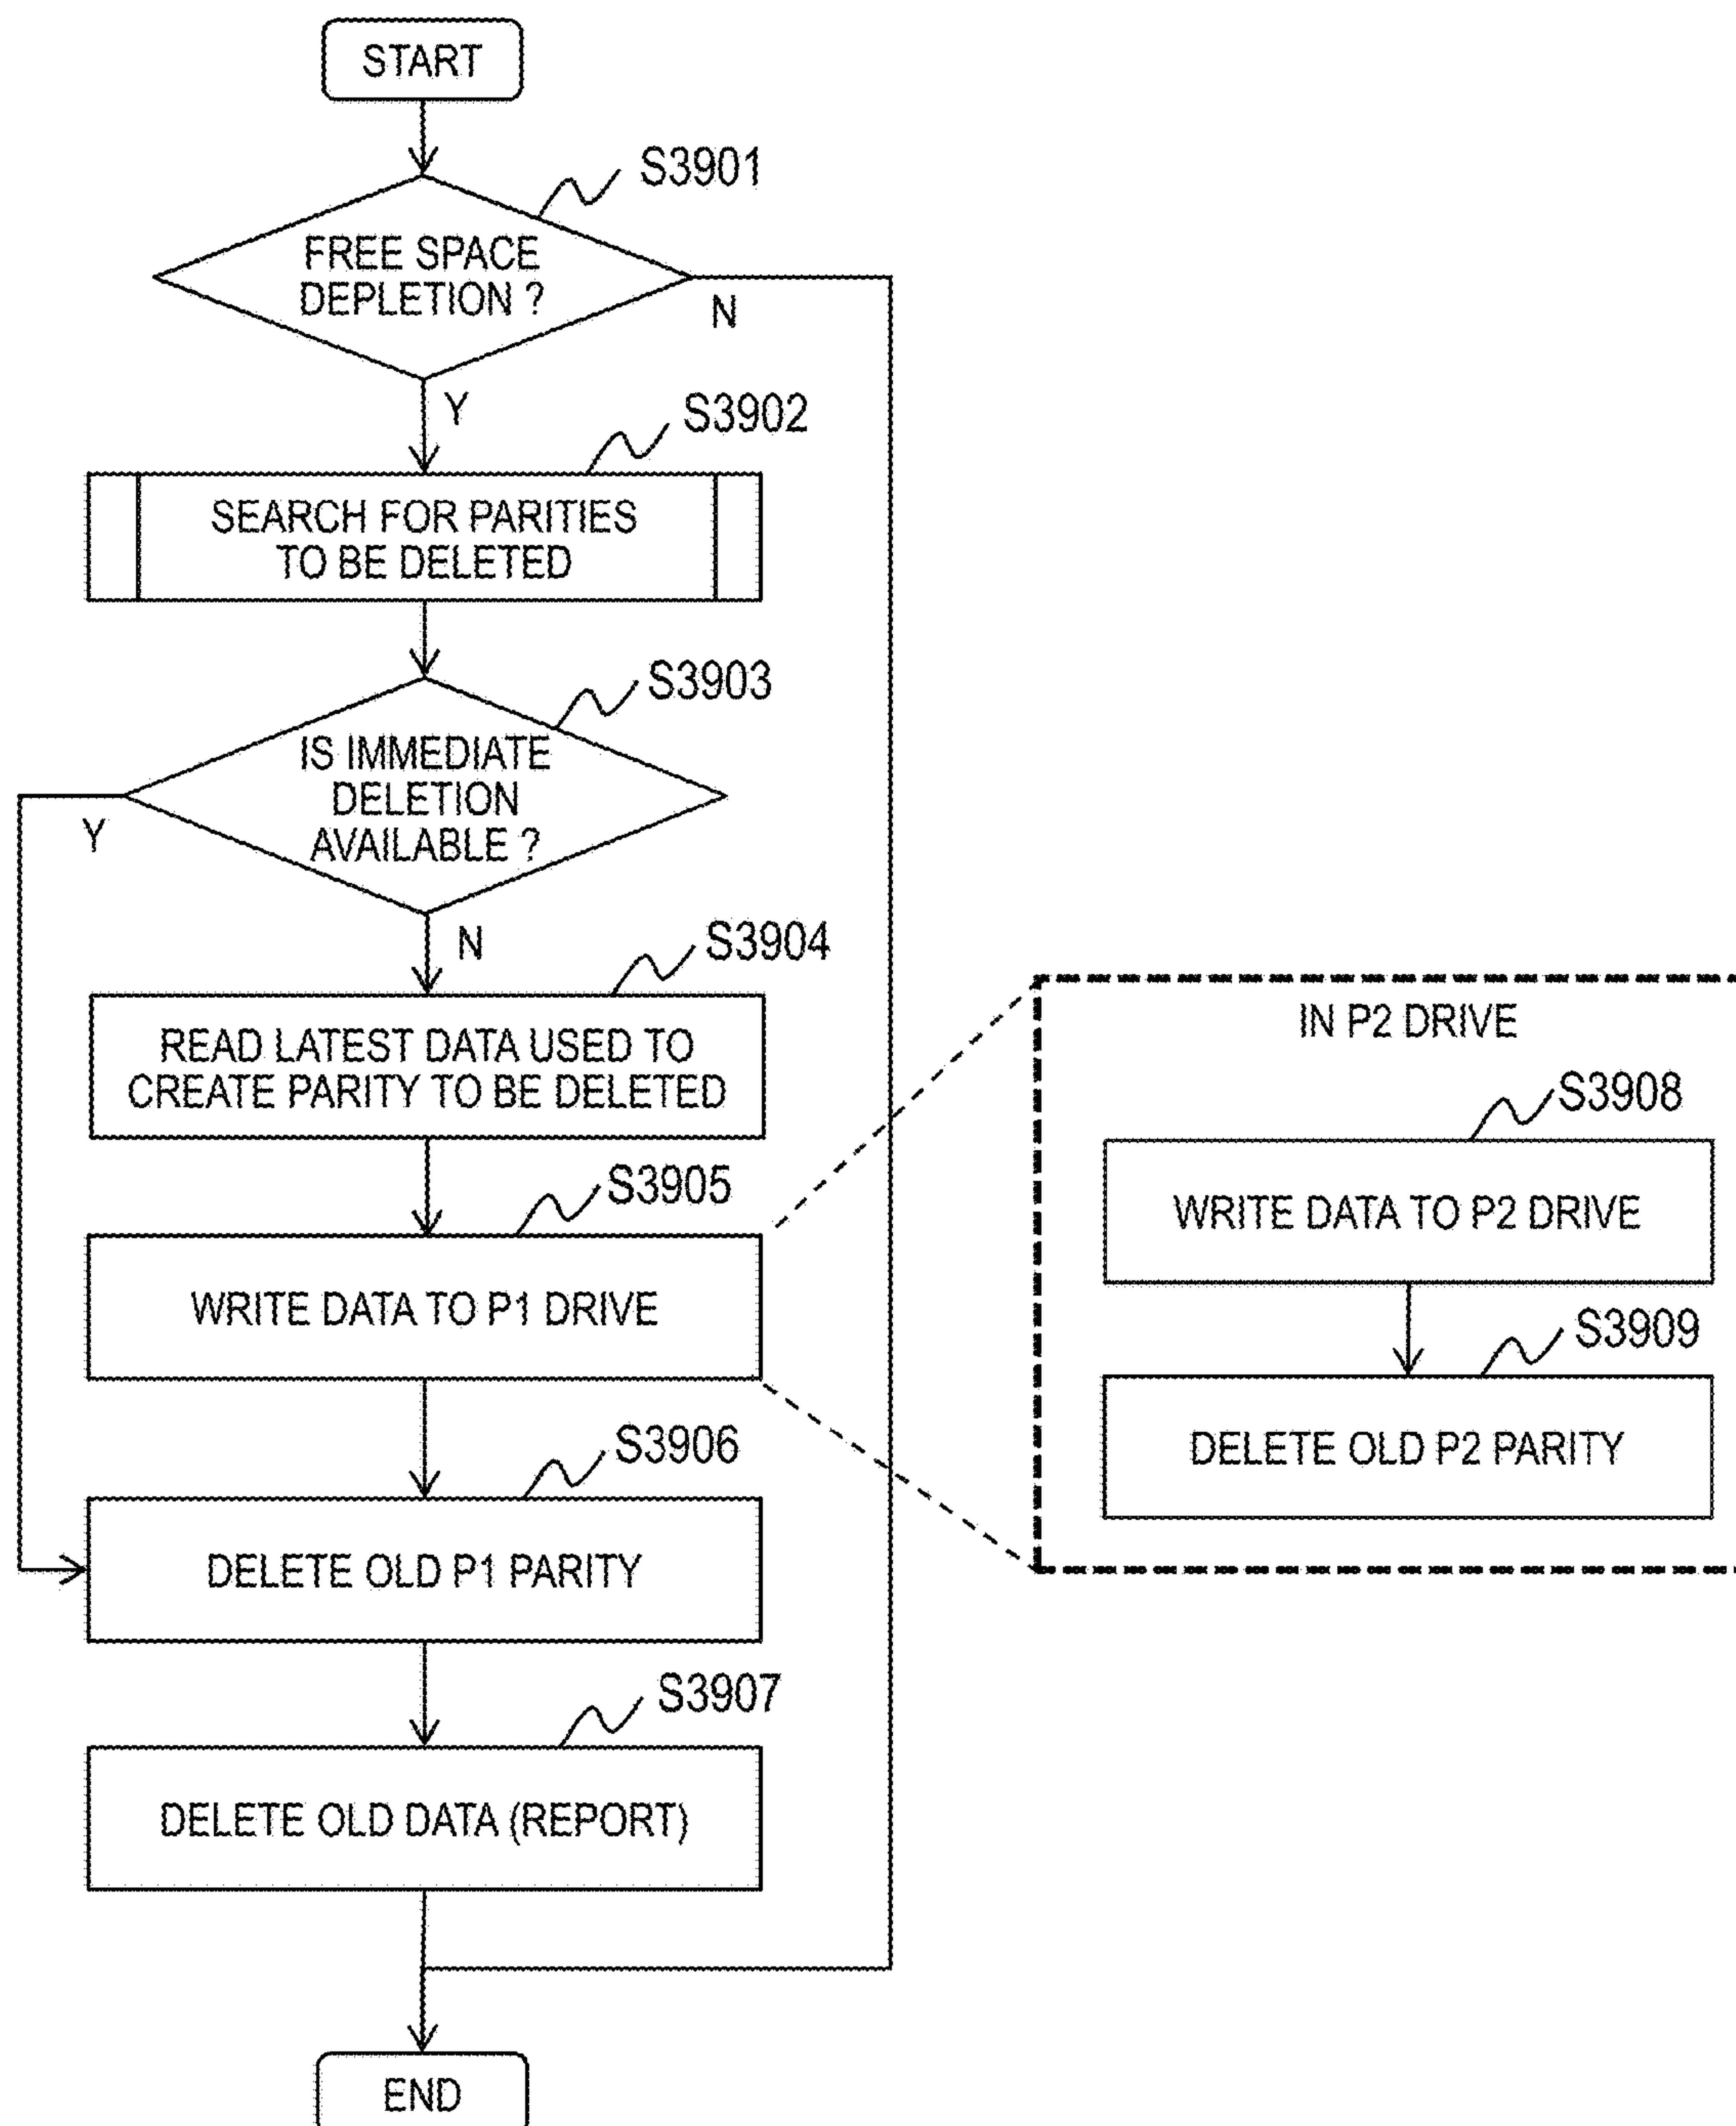 START
S3901
FREE SPACE
DEPLETION ?
N
Y
S3902
SEARCH FOR PARITIES
TO BE DELETED
S3903
IS IMMEDIATE
DELETION
AVAILABLE ?
Y
N
S3904
READ LATEST DATA USED TO
CREATE PARITY TO BE DELETED
S3905
WRITE DATA TO P1 DRIVE
S3906
DELETE OLD P1 PARITY
S3907
DELETE OLD DATA (REPORT)
END
IN P2 DRIVE
S3908
WRITE DATA TO P2 DRIVE
S3909
DELETE OLD P2 PARITY